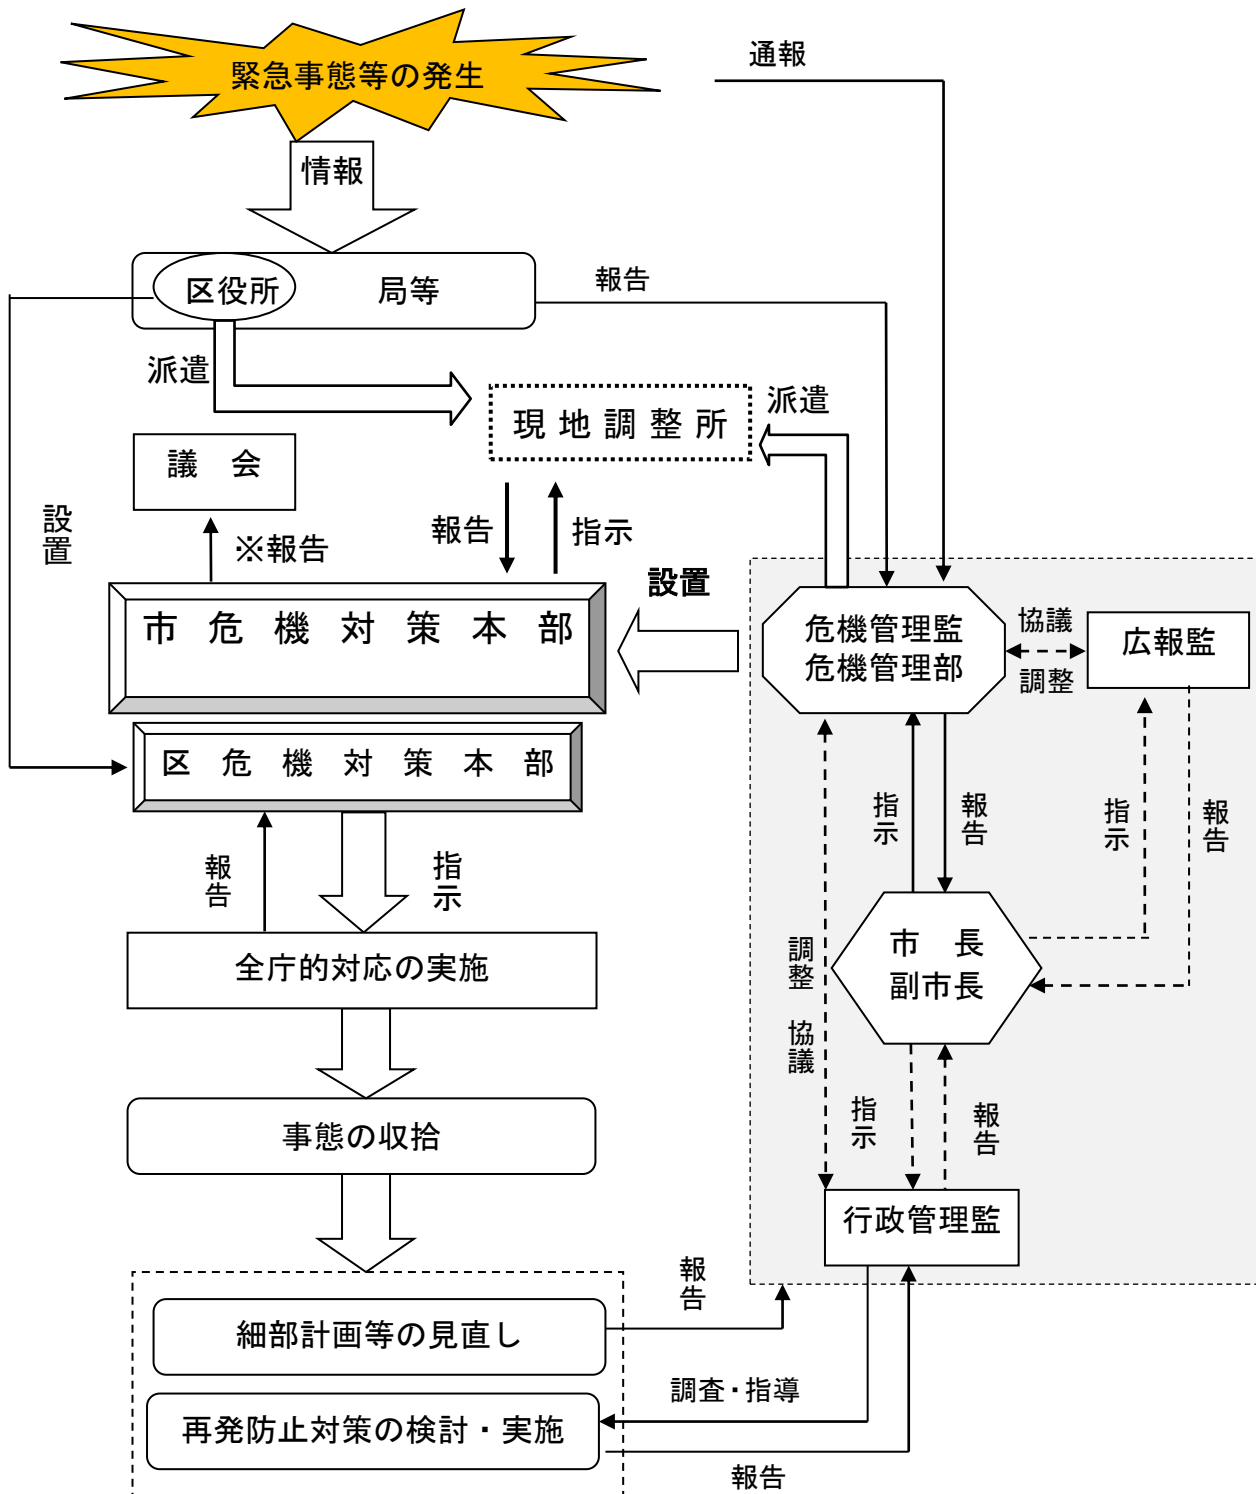 緊急事態等の発生
通報
情報
区役所
局等
報告
派遣
現地調整所
派遣
議　会
設置
※報告
報告
指示
設置
市危機対策本部
危機管理監
危機管理部
協議
調整
広報監
区危機対策本部
指示
報告
指示
報告
報告
指示
市　長
副市長
全庁的対応の実施
調整　協議
指示
報告
事態の収拾
行政管理監
報告
細部計画等の見直し
調査・指導
再発防止対策の検討・実施
報告